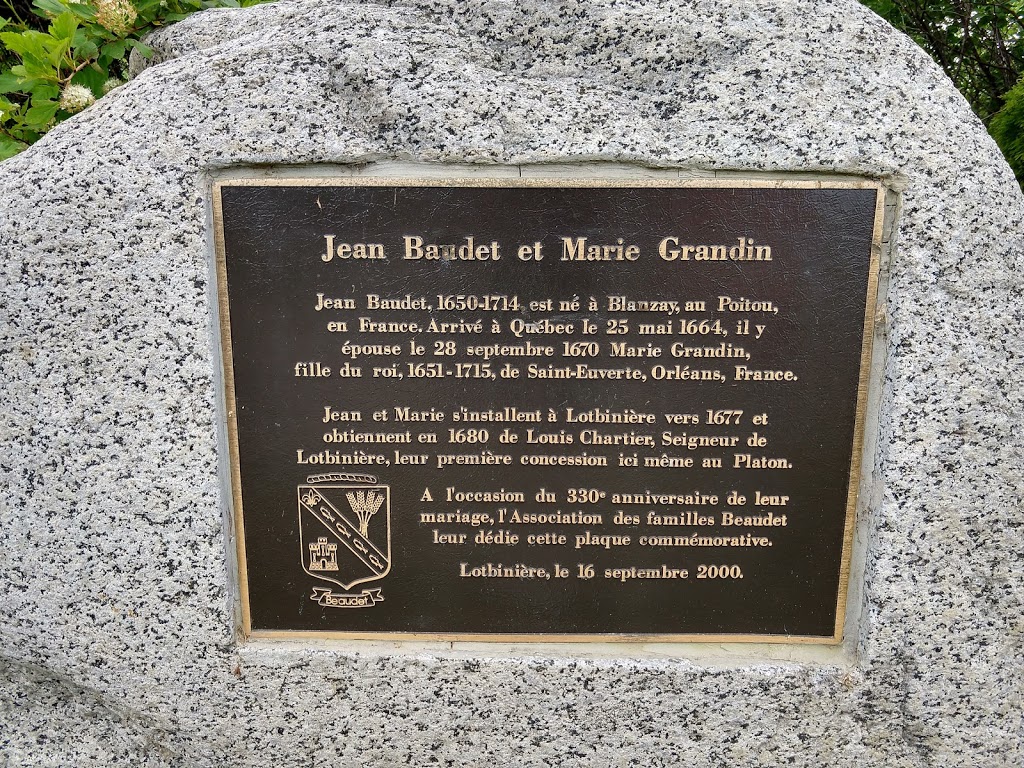 Jean Baudet et Marie Grandin
Jean Baudet, 1650-1714, est né à Blanzay, au Poitou,
en France. Arrivé à Québec le 25 mai 1664, il y
épouse le 28 septembre 1670 Marie Grandin,
fille du roi, 1651-1715, de Saint-Euverte, Orléans, France.
Jean et Marie s'installent à Lotbinière vers 1677 et
obtiennent en 1680 de Louis Chartier, Seigneur de
Lotbinière, leur première concession ici même au Platon.
A l'occasion du 330e anniversaire de leur
mariage, l'Association des familles Beaudet
leur dédie cette plaque commémorative.
Lotbinière, le 16 septembre 2000.
Beaudet